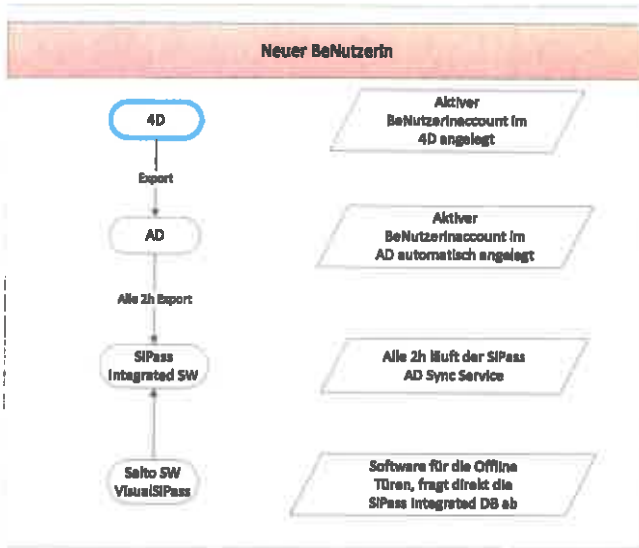 Neuer BeNutzerIn
4D
Aktiver
BeNutzerInaccount im
4D angelegt
Export
AD
Aktiver
BeNutzerInaccount im
AD automatisch angelegt
Alle 2h Export
SiPass
Integrated SW
Alle 2h läuft der SiPass
AD Sync Service
Salto SW
VisualSiPass
Software für die Offline
Türen, fragt direkt die
SiPass Integrated DB ab